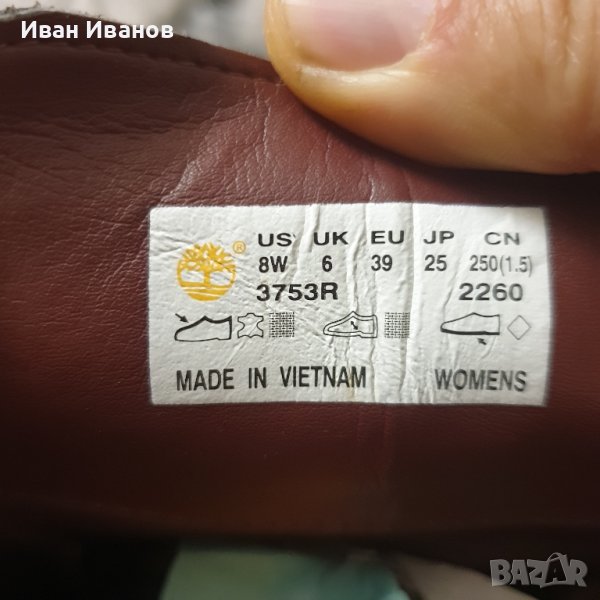 Иван Иванов
® US UK EU JP CN
8W 6 39 25 250(1.5)
3753R 2260
MADE IN VIETNAM WOMENS
BAZAR